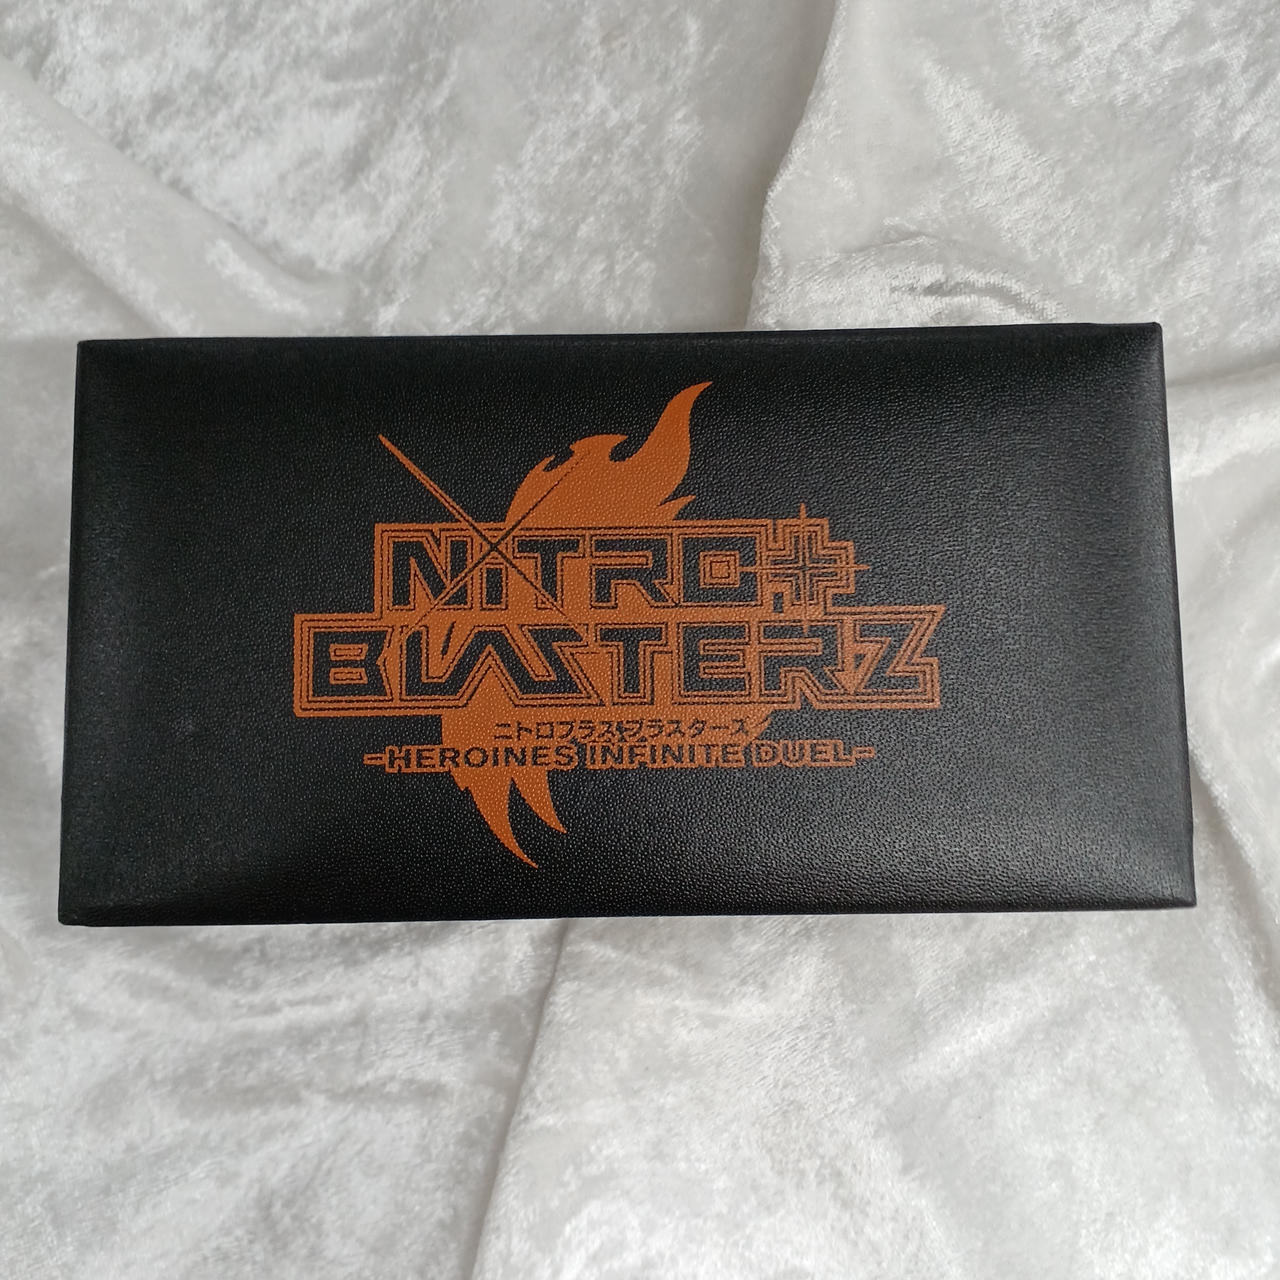 NiTRO+
BLASTERZ
ニトロプラスブラスターズ
-HEROINES INFINITE DUEL-